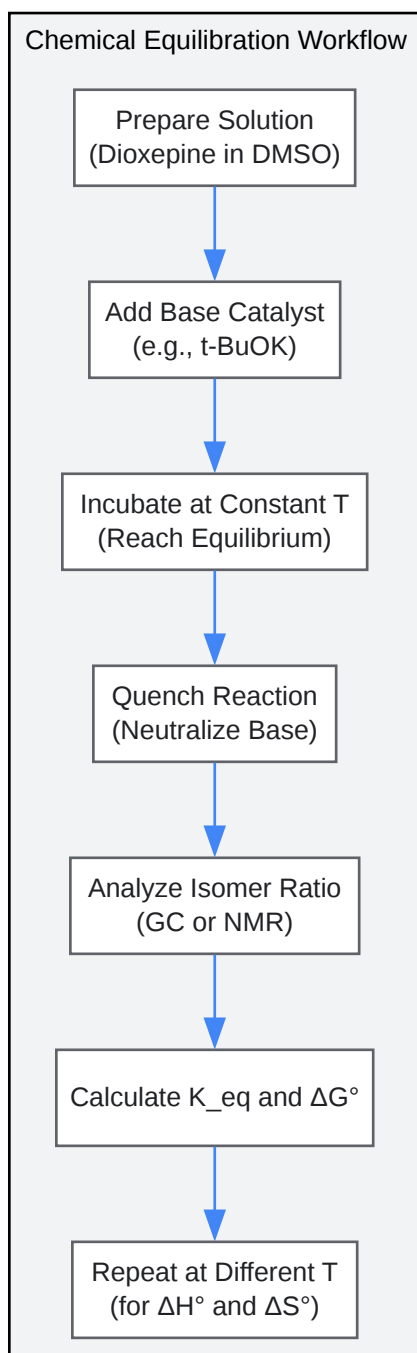 Chemical Equilibration Workflow
Prepare Solution
(Dioxepine in DMSO)
Add Base Catalyst
(e.g., t-BuOK)
Incubate at Constant T
(Reach Equilibrium)
Quench Reaction
(Neutralize Base)
Analyze Isomer Ratio
(GC or NMR)
Calculate K_eq and ΔG°
Repeat at Different T
(for ΔH° and ΔS°)